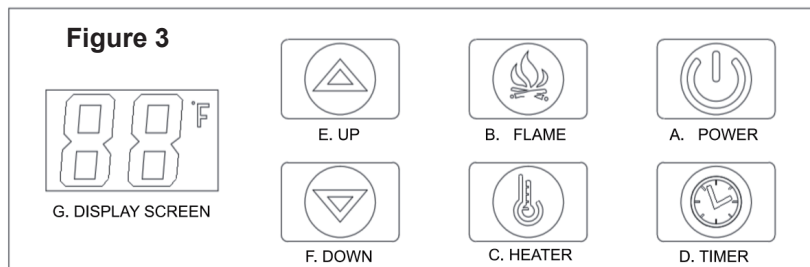 Figure 3
88°F
E. UP
B. FLAME
A. POWER
G. DISPLAY SCREEN
F. DOWN
C. HEATER
D. TIMER